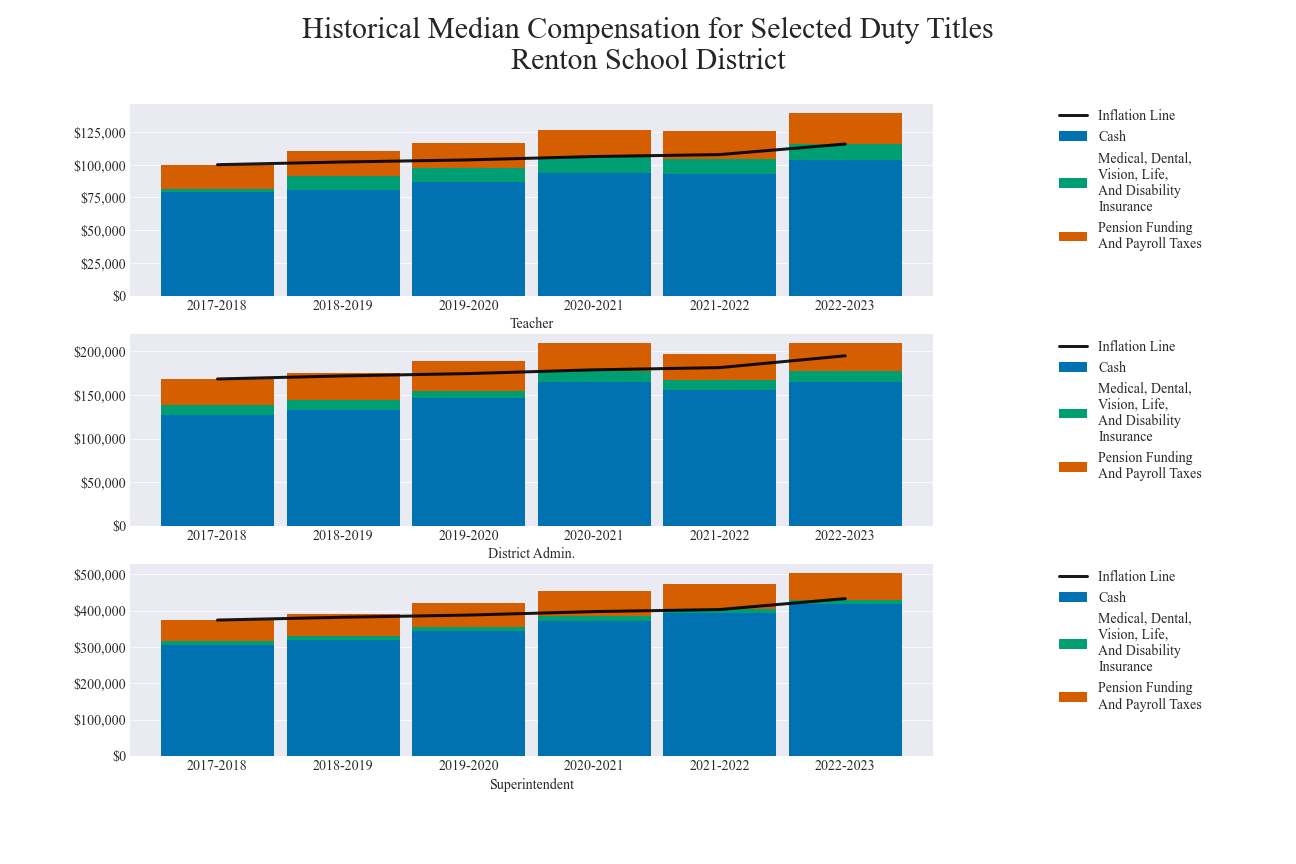 Historical Median Compensation for Selected Duty Titles
Renton School District
$125,000
$100,000
$75,000
$50,000
$25,000
$0
2017-2018 2018-2019 2019-2020 2020-2021 2021-2022 2022-2023
Teacher
Inflation Line
Cash
Medical, Dental,
Vision, Life,
And Disability
Insurance
Pension Funding
And Payroll Taxes
$200,000
$150,000
$100,000
$50,000
$0
2017-2018 2018-2019 2019-2020 2020-2021 2021-2022 2022-2023
District Admin.
Inflation Line
Cash
Medical, Dental,
Vision, Life,
And Disability
Insurance
Pension Funding
And Payroll Taxes
$500,000
$400,000
$300,000
$200,000
$100,000
$0
2017-2018 2018-2019 2019-2020 2020-2021 2021-2022 2022-2023
Superintendent
Inflation Line
Cash
Medical, Dental,
Vision, Life,
And Disability
Insurance
Pension Funding
And Payroll Taxes